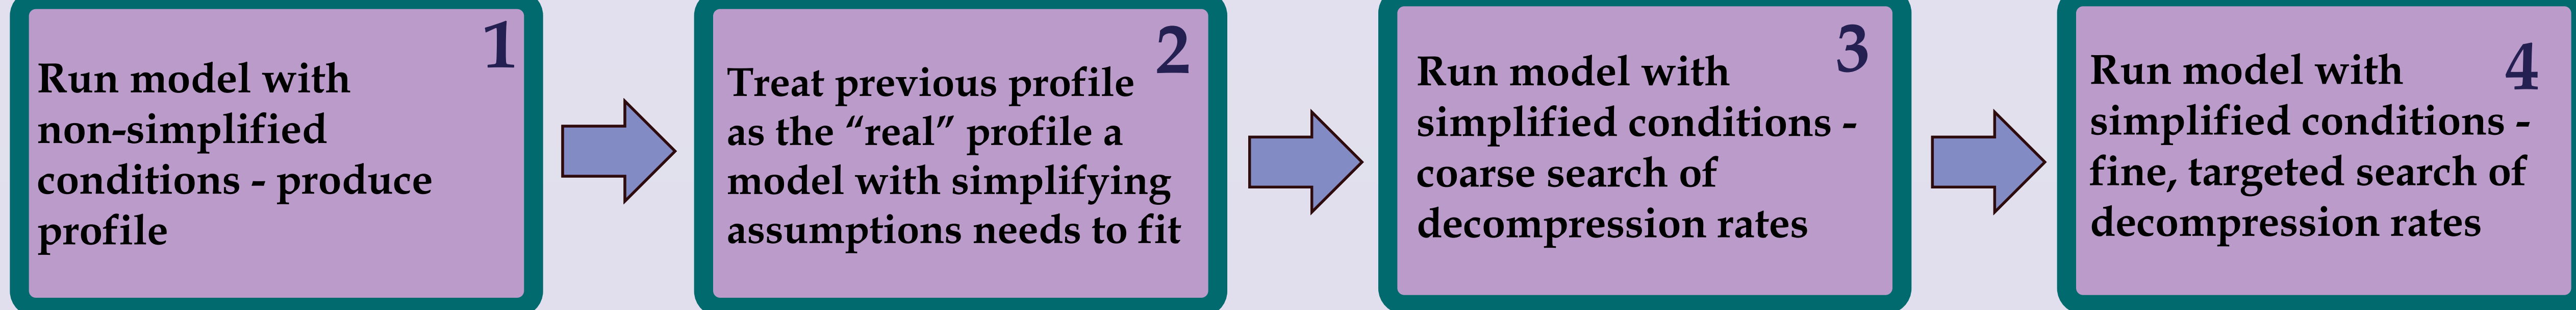 1
Run model with
non-simplified
conditions - produce
profile
2
Treat previous profile
as the “real” profile a
model with simplifying
assumptions needs to fit
3
Run model with
simplified conditions -
coarse search of
decompression rates
4
Run model with
simplified conditions -
fine, targeted search of
decompression rates